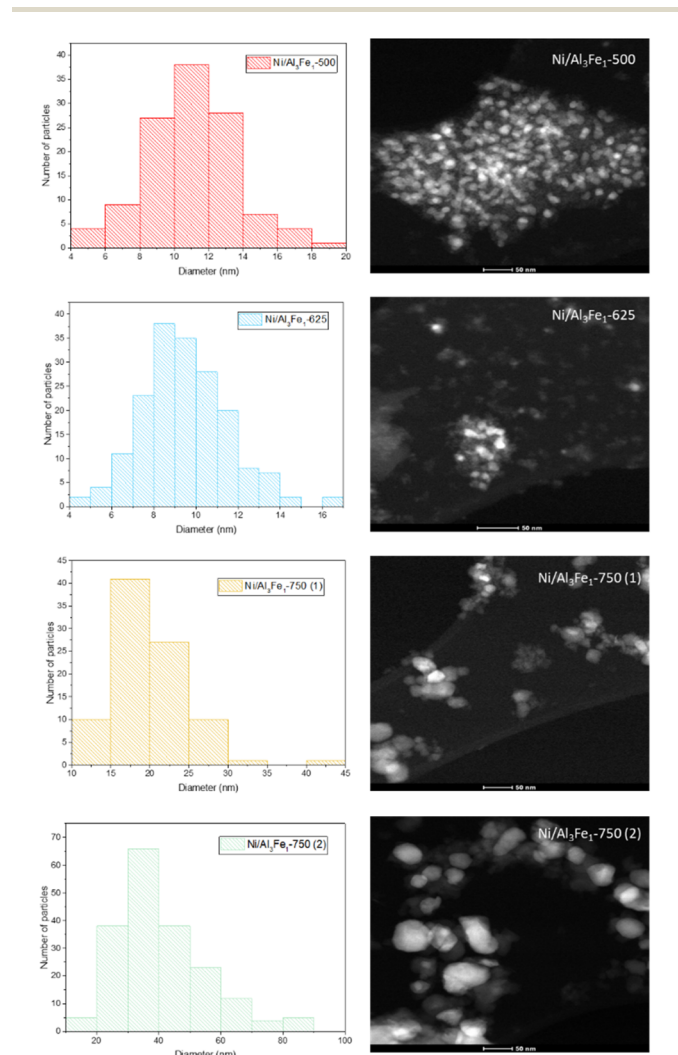 40
35
30
25
20
15
10
5
0
Number of particles
Ni/Al₃Fe₁-500
4 6 8 10 12 14 16 18 20
Diameter (nm)
Ni/Al₃Fe₁-500
50 nm
40
35
30
25
20
15
10
5
0
Number of particles
Ni/Al₃Fe₁-625
4 6 8 10 12 14 16
Diameter (nm)
Ni/Al₃Fe₁-625
50 nm
45
40
35
30
25
20
15
10
5
0
Number of particles
Ni/Al₃Fe₁-750 (1)
10 15 20 25 30 35 40 45
Diameter (nm)
Ni/Al₃Fe₁-750 (1)
50 nm
70
60
50
40
30
20
10
0
Number of particles
Ni/Al₃Fe₁-750 (2)
20 40 60 80 100
Diameter (nm)
Ni/Al₃Fe₁-750 (2)
50 nm